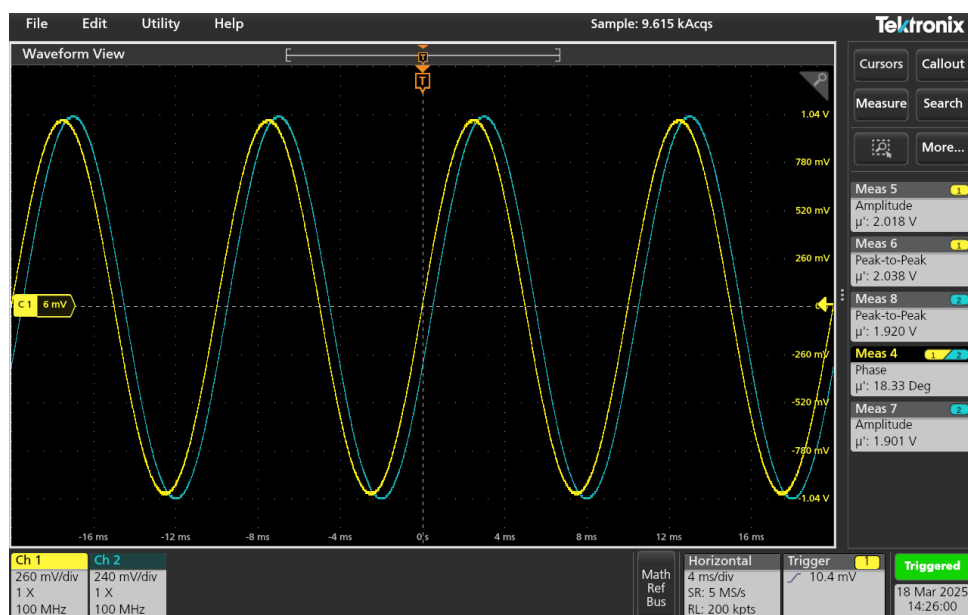 File Edit Utility Help Sample: 9.615 kAcqs Tektronix
Waveform View
T
T
Cursors Callout
Measure Search
More...
1.04 V
780 mV
520 mV
260 mV
C 1 6 mV
-260 mV
-520 mV
-780 mV
-1.04 V
-16 ms -12 ms -8 ms -4 ms 0 s 4 ms 8 ms 12 ms 16 ms
Meas 5 1
Amplitude
µ': 2.018 V
Meas 6 1
Peak-to-Peak
µ': 2.038 V
Meas 8 2
Peak-to-Peak
µ': 1.920 V
Meas 4 1 2
Phase
µ': 18.33 Deg
Meas 7 2
Amplitude
µ': 1.901 V
Ch 1
260 mV/div
1 X
100 MHz
Ch 2
240 mV/div
1 X
100 MHz
Math
Ref
Bus
Horizontal
4 ms/div
SR: 5 MS/s
RL: 200 kpts
Trigger 1
10.4 mV
Triggered
18 Mar 2025
14:26:00